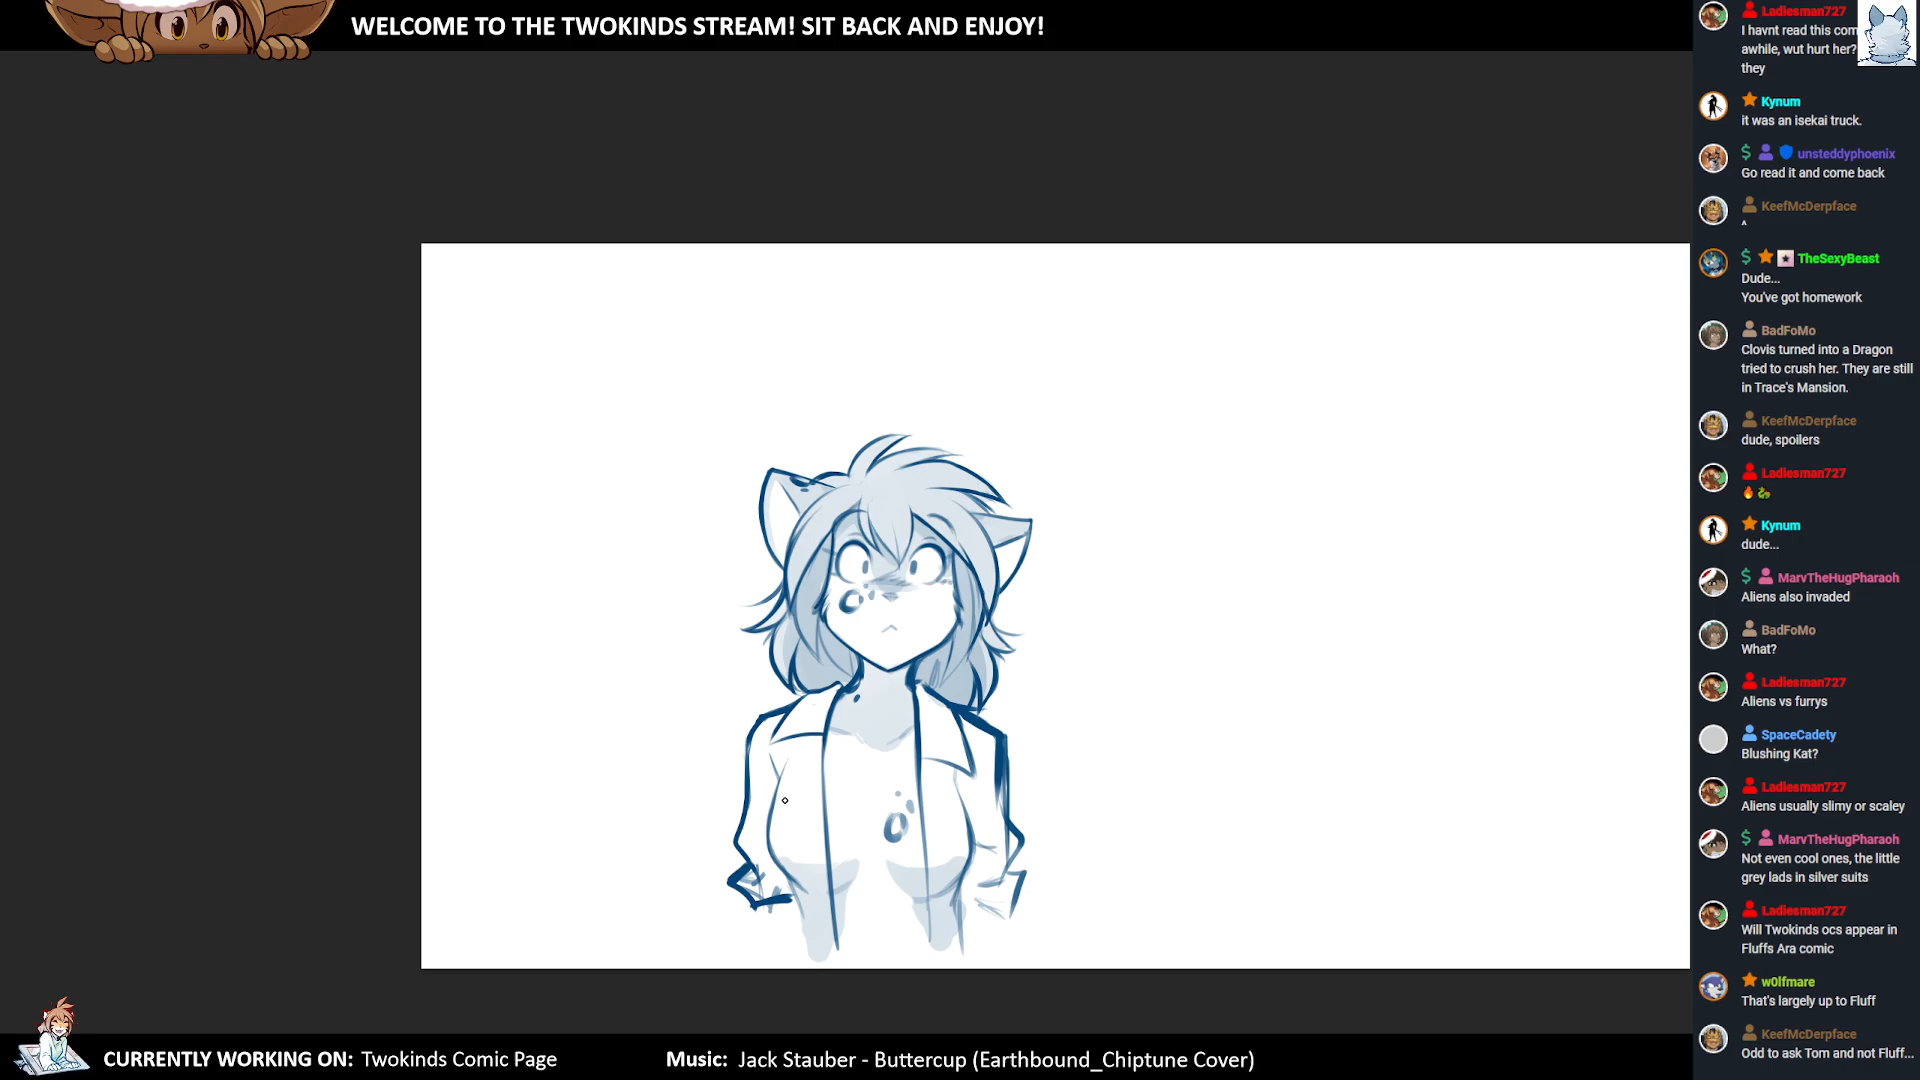 WELCOME TO THE TWOKINDS STREAM! SIT BACK AND ENJOY!
Ladiesman727
I havnt read this com
awhile, wut hurt her?
they
Kynum
it was an isekai truck.
unsteddyphoenix
Go read it and come back
KeefMcDerpface
^
TheSexyBeast
Dude...
You've got homework
BadFoMo
Clovis turned into a Dragon
tried to crush her. They are still
in Trace's Mansion.
KeefMcDerpface
dude, spoilers
Ladiesman727
🔥🐉
Kynum
dude...
MarvTheHugPharaoh
Aliens also invaded
BadFoMo
What?
Ladiesman727
Aliens vs furrys
SpaceCadety
Blushing Kat?
Ladiesman727
Aliens usually slimy or scaley
MarvTheHugPharaoh
Not even cool ones, the little
grey lads in silver suits
Ladiesman727
Will Twokinds ocs appear in
Fluffs Ara comic
w0lfmare
That's largely up to Fluff
KeefMcDerpface
Odd to ask Tom and not Fluff...
CURRENTLY WORKING ON: Twokinds Comic Page
Music: Jack Stauber - Buttercup (Earthbound_Chiptune Cover)